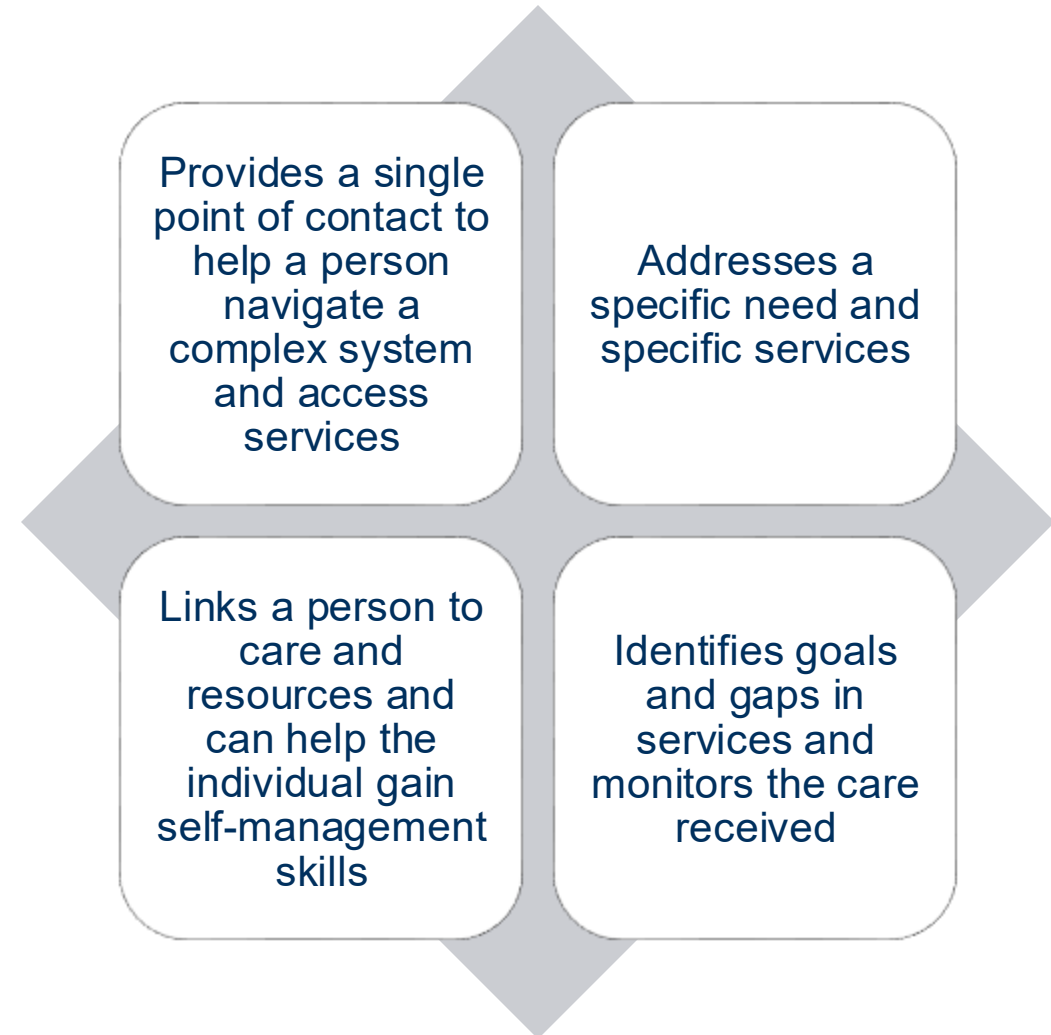 Provides a single
point of contact to
help a person
navigate a
complex system
and access
services
Addresses a
specific need and
specific services
Links a person to
care and
resources and
can help the
individual gain
self-management
skills
Identifies goals
and gaps in
services and
monitors the care
received